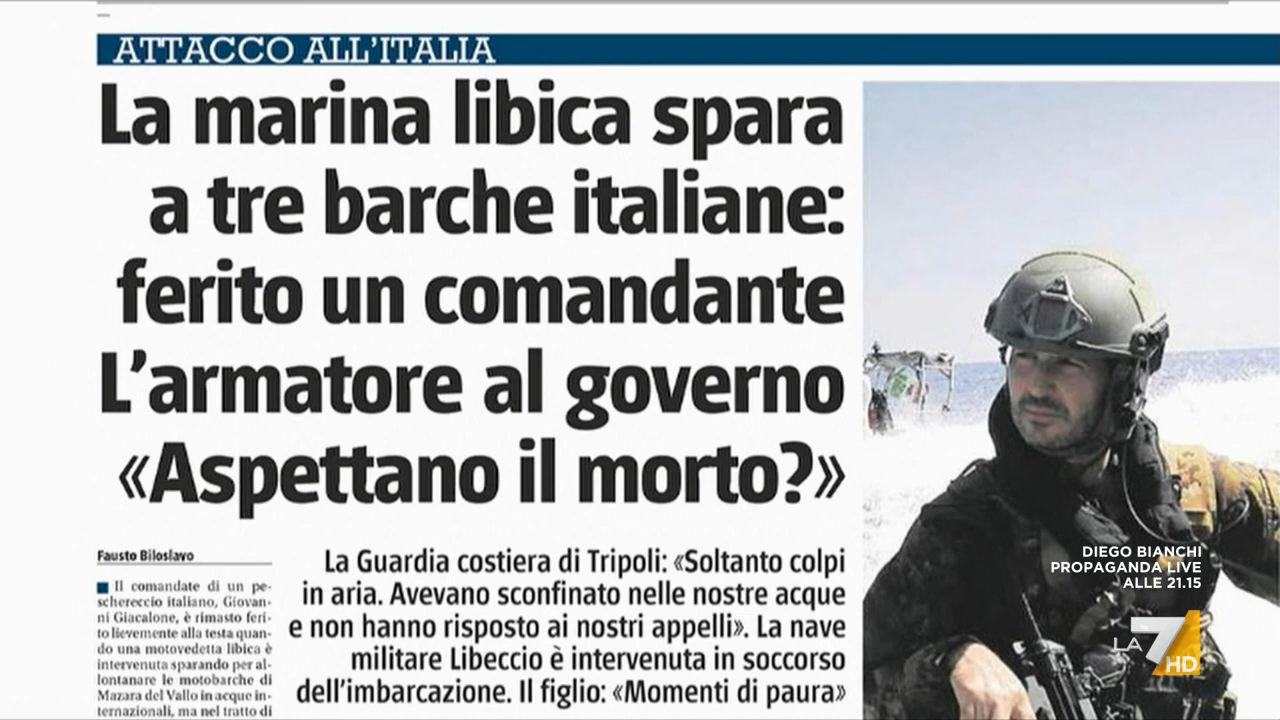 ATTACCO ALL'ITALIA
La marina libica spara
a tre barche italiane:
ferito un comandante
L'armatore al governo
«Aspettano il morto?»
Fausto Biloslavo
Il comandate di un pe-
schereccio italiano, Giovan-
ni Giacalone, è rimasto feri-
to lievemente alla testa quan-
do una motovedetta libica è
intervenuta sparando per al-
lontanare le motobarche di
Mazara del Vallo in acque in-
ternazionali, ma nel tratto di
La Guardia costiera di Tripoli: «Soltanto colpi
in aria. Avevano sconfinato nelle nostre acque
e non hanno risposto ai nostri appelli». La nave
militare Libeccio è intervenuta in soccorso
dell'imbarcazione. Il figlio: «Momenti di paura»
DIEGO BIANCHI
PROPAGANDA LIVE
ALLE 21.15
LA 7 HD